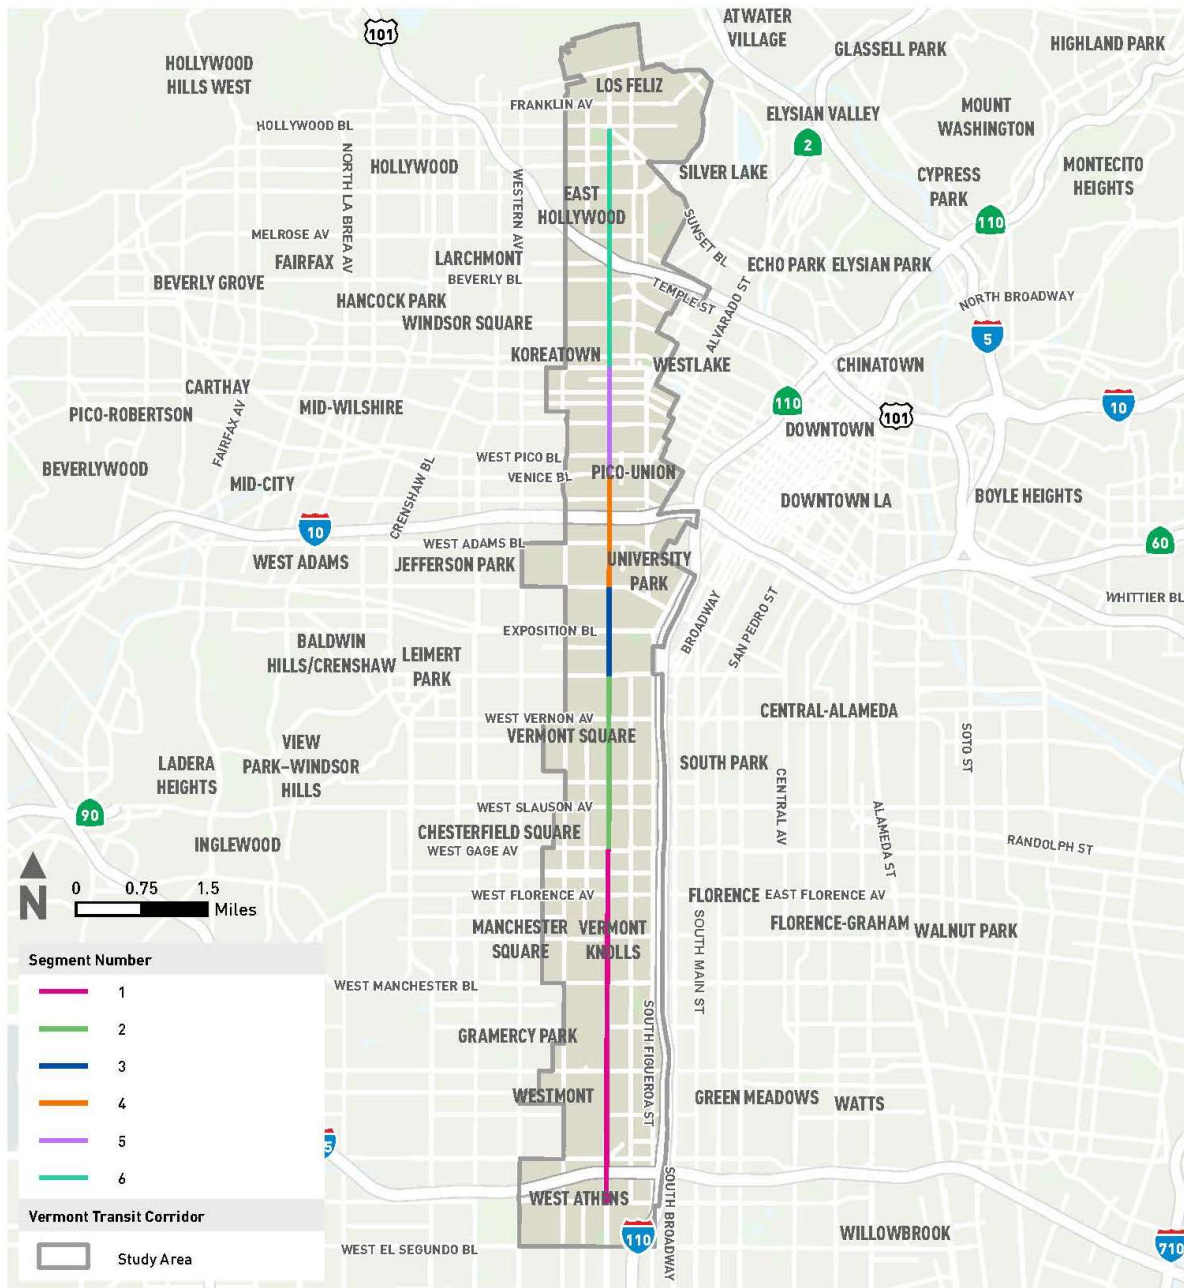 ATWATER
VILLAGE
101
GLASSELL PARK
HIGHLAND PARK
HOLLYWOOD
HILLS WEST
LOS FELIZ
FRANKLIN AV
ELYSIAN VALLEY
MOUNT
WASHINGTON
HOLLYWOOD BL
2
NORTH LA BREA AV
HOLLYWOOD
WESTERN AV
SILVER LAKE
CYPRESS
PARK
MONTECITO
HEIGHTS
EAST
HOLLYWOOD
110
MELROSE AV
SUNSET BL
FAIRFAX
LARCHMONT
ECHO PARK
ELYSIAN PARK
BEVERLY GROVE
BEVERLY BL
HANCOCK PARK
TEMPLE ST
NORTH BROADWAY
WINDSOR SQUARE
ALVARADO ST
5
KOREATOWN
WESTLAKE
CHINATOWN
CARTHAY
PICO-ROBERTSON
MID-WILSHIRE
110
101
10
FAIRFAX AV
DOWNTOWN
BEVERLYWOOD
WEST PICO BL
VENICE BL
PICO-UNION
MID-CITY
CRENSHAW BL
DOWNTOWN LA
BOYLE HEIGHTS
10
WEST ADAMS BL
60
WEST ADAMS
JEFFERSON PARK
UNIVERSITY
PARK
WHITTIER BL
BROADWAY
SAN PEDRO ST
EXPOSITION BL
BALDWIN
HILLS/CRENSHAW
LEIMERT
PARK
WEST VERNON AV
CENTRAL-ALAMEDA
VERMONT SQUARE
SOTO ST
VIEW
PARK–WINDSOR
HILLS
LADERA
HEIGHTS
SOUTH PARK
CENTRAL AV
90
WEST SLAUSON AV
ALAMEDA ST
CHESTERFIELD SQUARE
INGLEWOOD
WEST GAGE AV
RANDOLPH ST
N
0 0.75 1.5
Miles
WEST FLORENCE AV
FLORENCE
EAST FLORENCE AV
MANCHESTER
SQUARE
VERMONT
KNOLLS
SOUTH MAIN ST
FLORENCE-GRAHAM
WALNUT PARK
Segment Number
1
2
3
4
5
6
WEST MANCHESTER BL
GRAMERCY PARK
SOUTH FIGUEROA ST
WESTMONT
GREEN MEADOWS
WATTS
5
WEST ATHENS
SOUTH BROADWAY
Vermont Transit Corridor
Study Area
WEST EL SEGUNDO BL
110
WILLOWBROOK
710